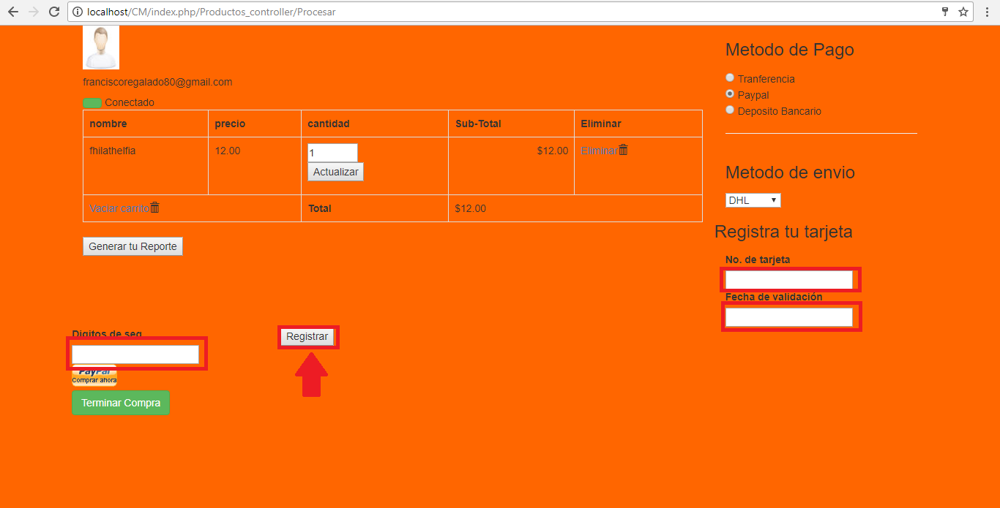 localhost/CM/index.php/Productos_controller/Procesar
franciscoregalado80@gmail.com
Conectado
nombre precio cantidad Sub-Total Eliminar
fhilathelfia 12.00 1 $12.00 Eliminar
Actualizar
Vaciar carrito Total $12.00
Generar tu Reporte
Metodo de Pago
Tranferencia
Paypal
Deposito Bancario
Metodo de envio
DHL
Registra tu tarjeta
No. de tarjeta
Fecha de validación
Digitos de seg
Registrar
PayPal
Comprar ahora
Terminar Compra